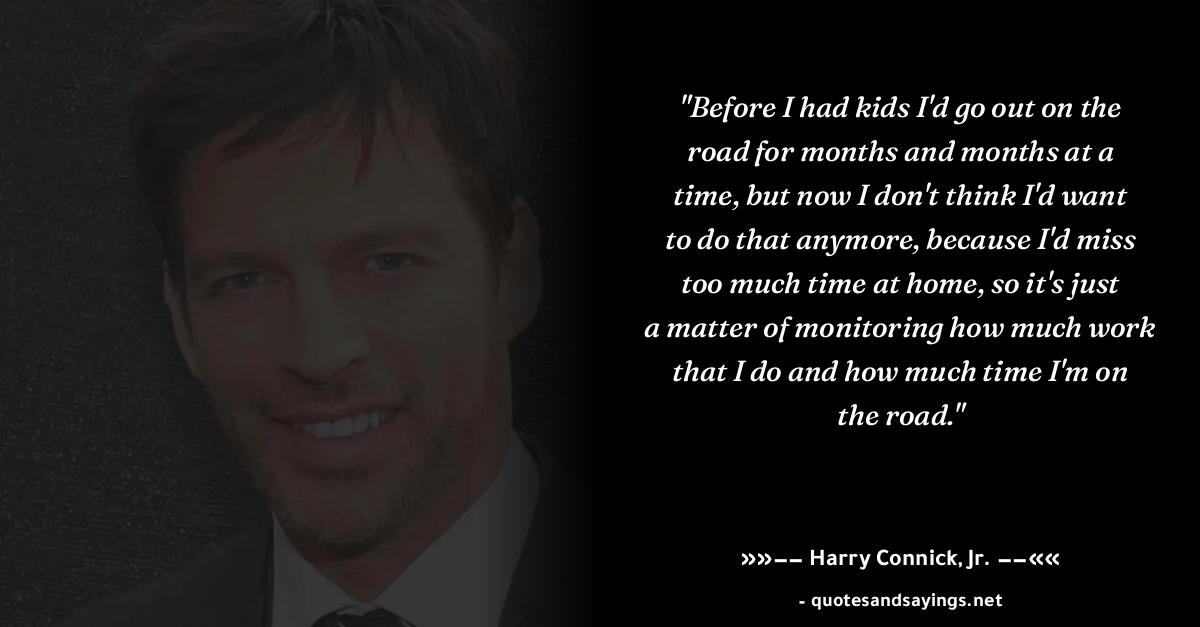 "Before I had kids I'd go out on the
road for months and months at a
time, but now I don't think I'd want
to do that anymore, because I'd miss
too much time at home, so it's just
a matter of monitoring how much work
that I do and how much time I'm on
the road."
»»–– Harry Connick, Jr. ––««
- quotesandsayings.net